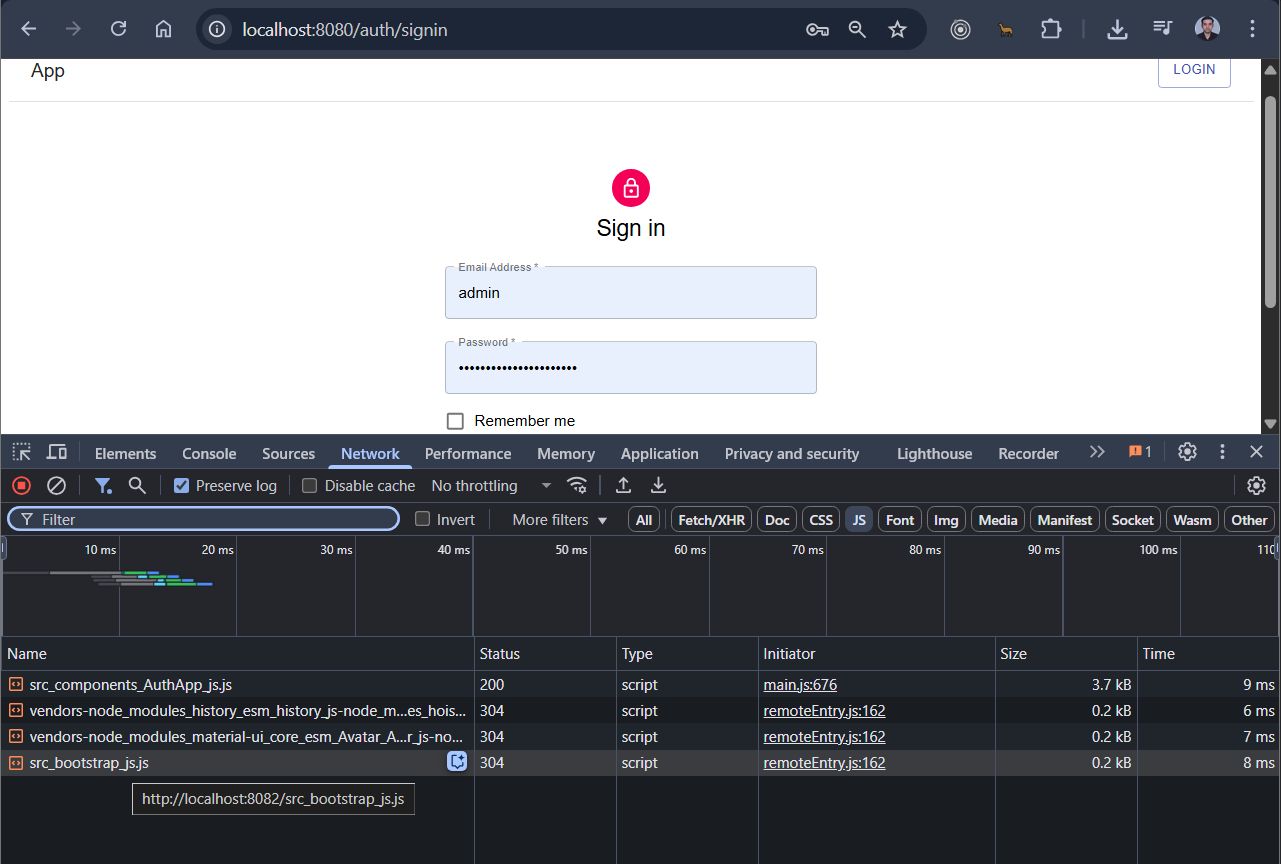 localhost:8080/auth/signin
App
LOGIN
Sign in
Email Address *
admin
Password *
••••••••••••••••••••••
Remember me
Elements Console Sources Network Performance Memory Application Privacy and security Lighthouse Recorder 1
Preserve log Disable cache No throttling
Filter Invert More filters All Fetch/XHR Doc CSS JS Font Img Media Manifest Socket Wasm Other
10 ms 20 ms 30 ms 40 ms 50 ms 60 ms 70 ms 80 ms 90 ms 100 ms 110
Name Status Type Initiator Size Time
src_components_AuthApp_js.js 200 script main.js:676 3.7 kB 9 ms
vendors-node_modules_history_esm_history_js-node_m...es_hois... 304 script remoteEntry.js:162 0.2 kB 6 ms
vendors-node_modules_material-ui_core_esm_Avatar_A...r_js-no... 304 script remoteEntry.js:162 0.2 kB 7 ms
src_bootstrap_js.js 304 script remoteEntry.js:162 0.2 kB 8 ms
http://localhost:8082/src_bootstrap_js.js